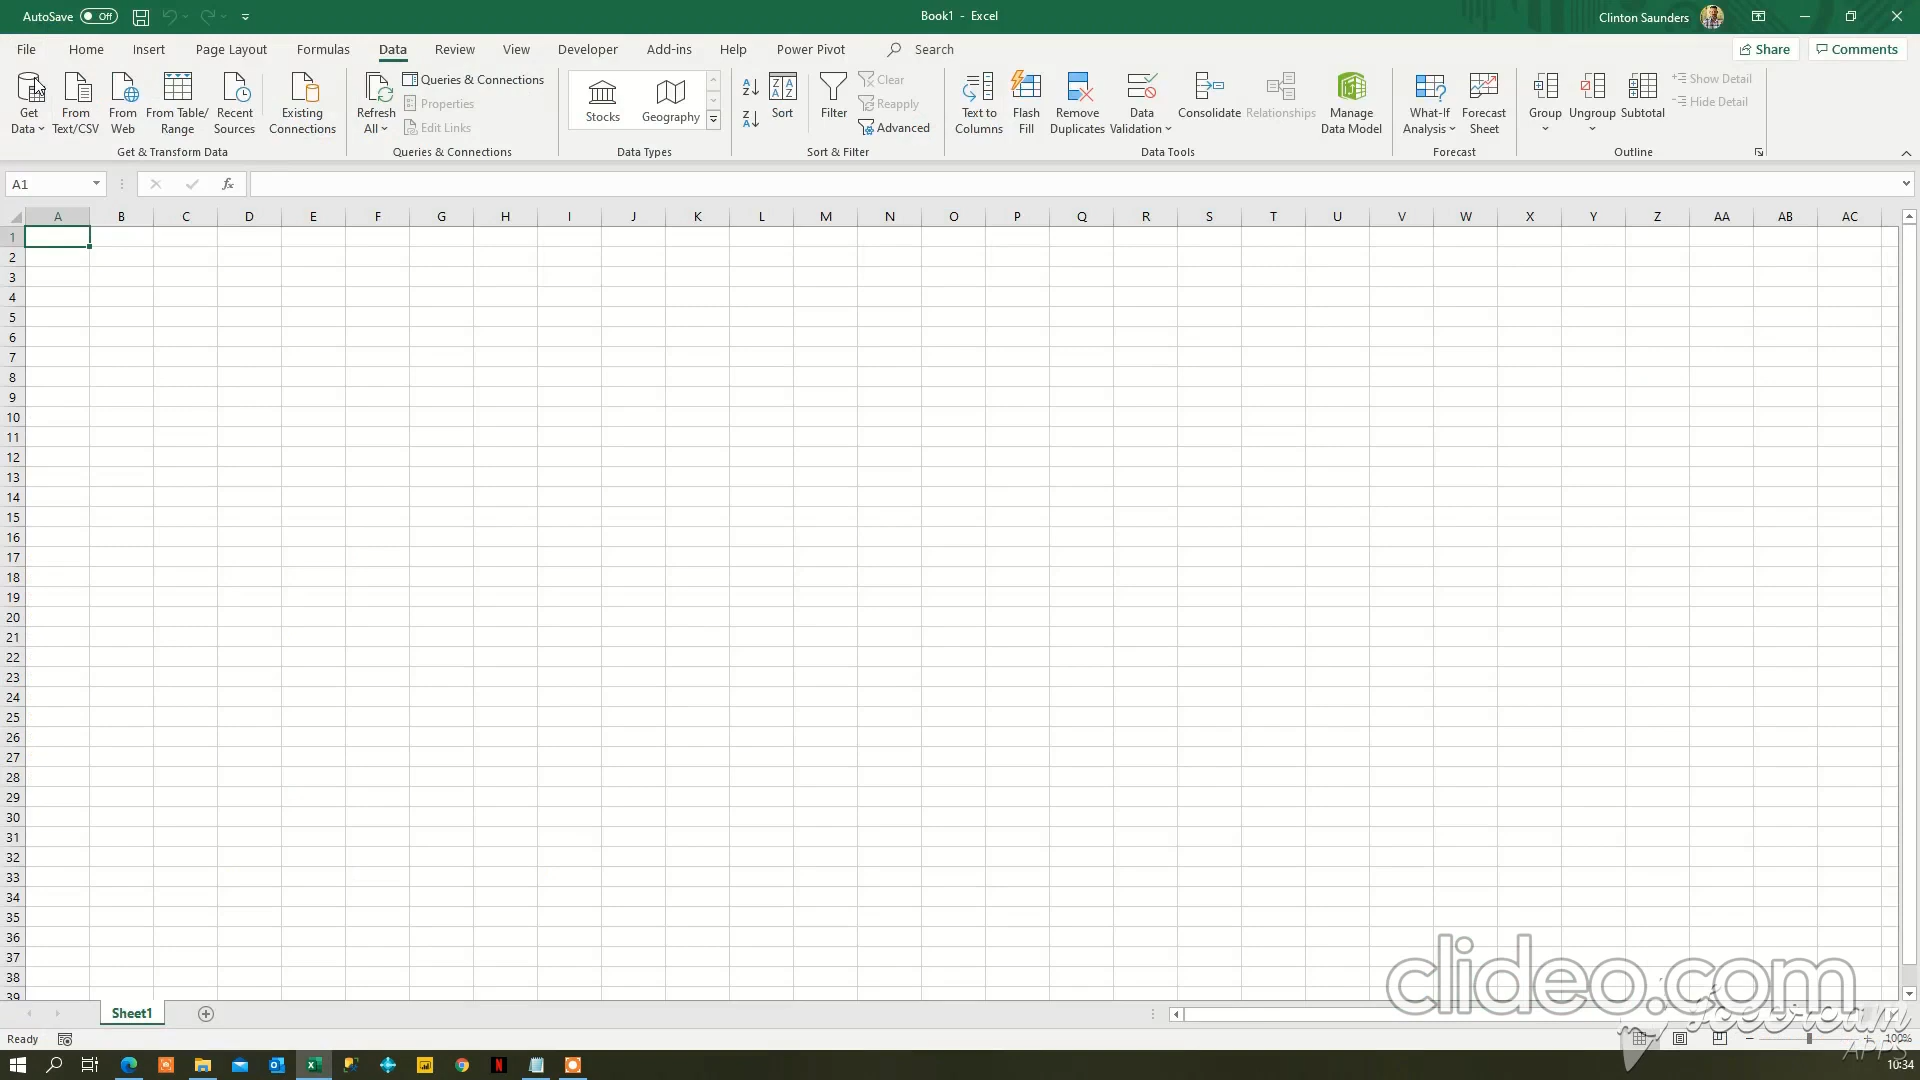 AutoSave Off
Book1 - Excel
Clinton Saunders
File Home Insert Page Layout Formulas Data Review View Developer Add-ins Help Power Pivot Search
Share Comments
Get Data
From Text/CSV
From Web
From Table/ Range
Recent Sources
Existing Connections
Get & Transform Data
Refresh All
Queries & Connections
Properties
Edit Links
Queries & Connections
Stocks
Geography
Data Types
Sort
Filter
Clear
Reapply
Advanced
Sort & Filter
Text to Columns
Flash Fill
Remove Duplicates
Data Validation
Consolidate
Relationships
Manage Data Model
Data Tools
What-If Analysis
Forecast Sheet
Forecast
Group
Ungroup
Subtotal
Show Detail
Hide Detail
Outline
A1
fx
A B C D E F G H I J K L M N O P Q R S T U V W X Y Z AA AB AC
1
2
3
4
5
6
7
8
9
10
11
12
13
14
15
16
17
18
19
20
21
22
23
24
25
26
27
28
29
30
31
32
33
34
35
36
37
38
39
clideo.com
Sheet1
Icecream
APPS
Ready
100%
10:34